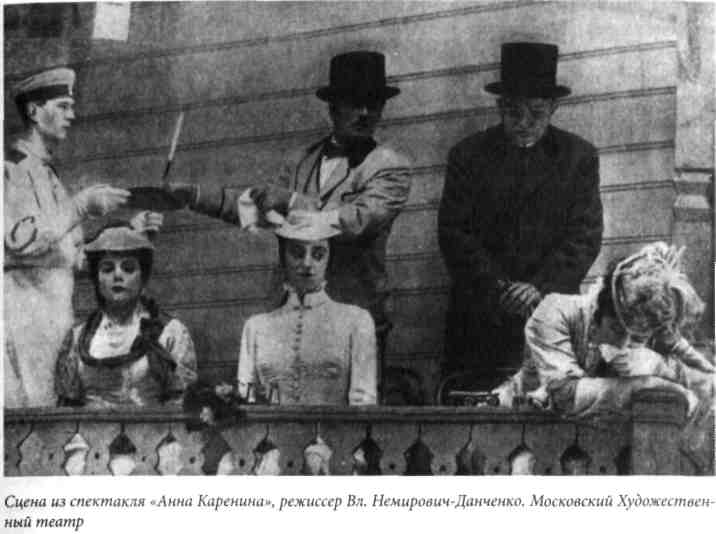 Сцена из спектакля «Анна Каренина», режиссер Вл. Немирович-Данченко. Московский Художествен-
ный театр